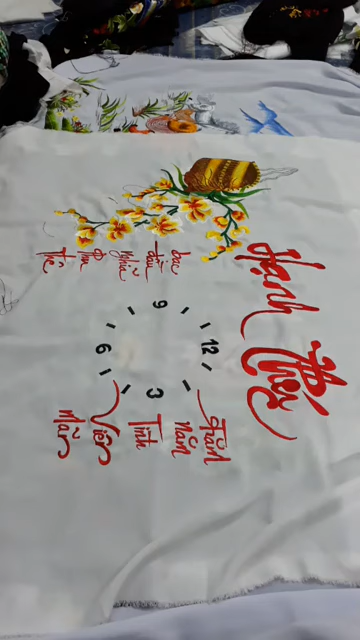 Hạnh Phúc
bạc
đầu
nghĩa
phu
thê
12
9
3
6
Trăm
năm
Tình
Viên
Mãn